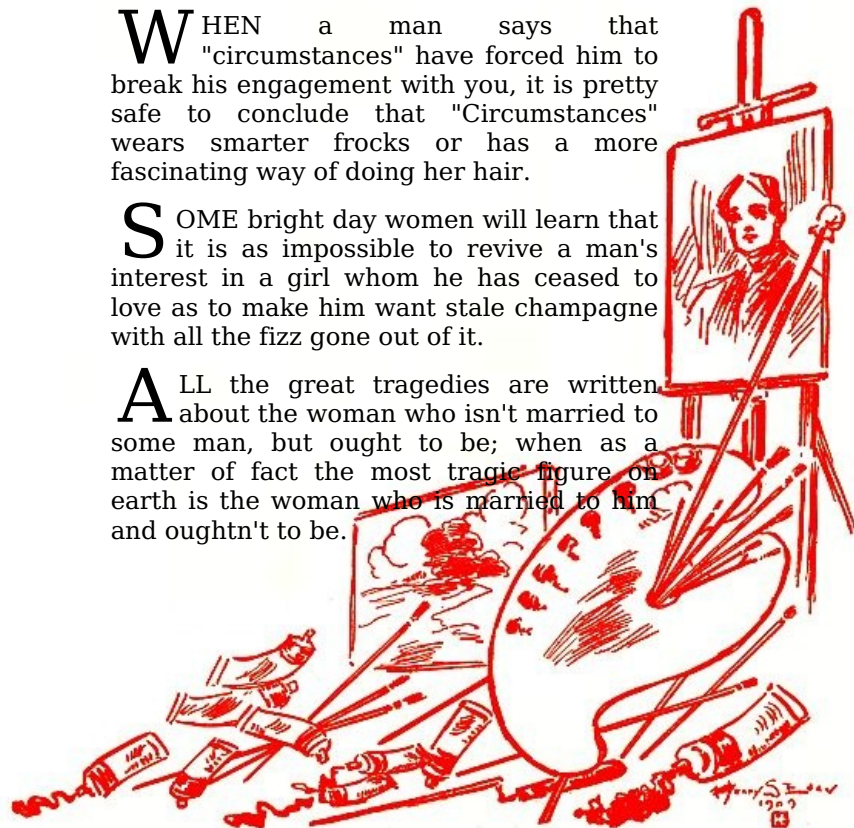 WHEN a man says that
"circumstances" have forced him to
break his engagement with you, it is pretty
safe to conclude that "Circumstances"
wears smarter frocks or has a more
fascinating way of doing her hair.
SOME bright day women will learn that
it is as impossible to revive a man's
interest in a girl whom he has ceased to
love as to make him want stale champagne
with all the fizz gone out of it.
ALL the great tragedies are written
about the woman who isn't married to
some man, but ought to be; when as a
matter of fact the most tragic figure on
earth is the woman who is married to him
and oughtn't to be.
Henry S